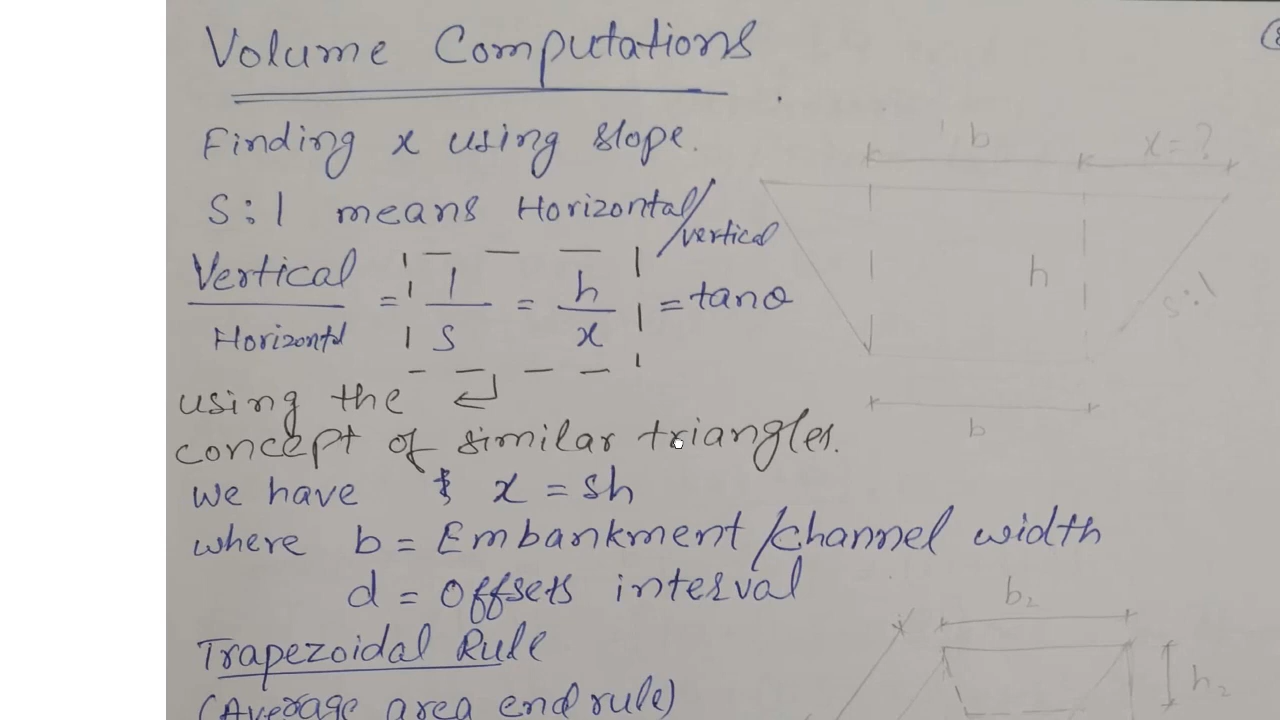 Volume Computations
Finding x using slope.
S:1 means Horizontal/vertical
Vertical/Horizontal = 1/s = h/x = tanθ
using the
concept of similar triangles.
we have x = sh
where b = Embankment/channel width
d = offsets interval
Trapezoidal Rule
(Average area end rule)
b
x = ?
h
s:1
b
b2
h2